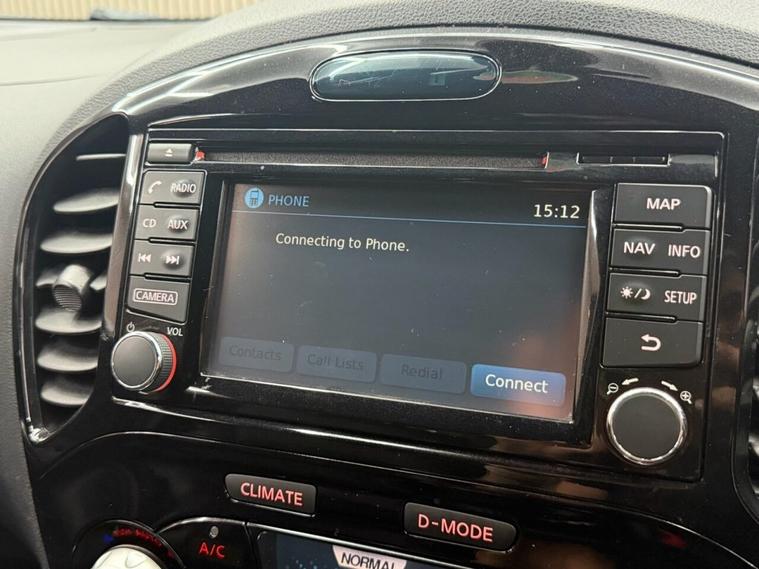 PHONE
15:12
Connecting to Phone.
Contacts
Call Lists
Redial
Connect
RADIO
CD AUX
CAMERA
VOL
MAP
NAV INFO
SETUP
CLIMATE
D-MODE
A/C
NORMAL